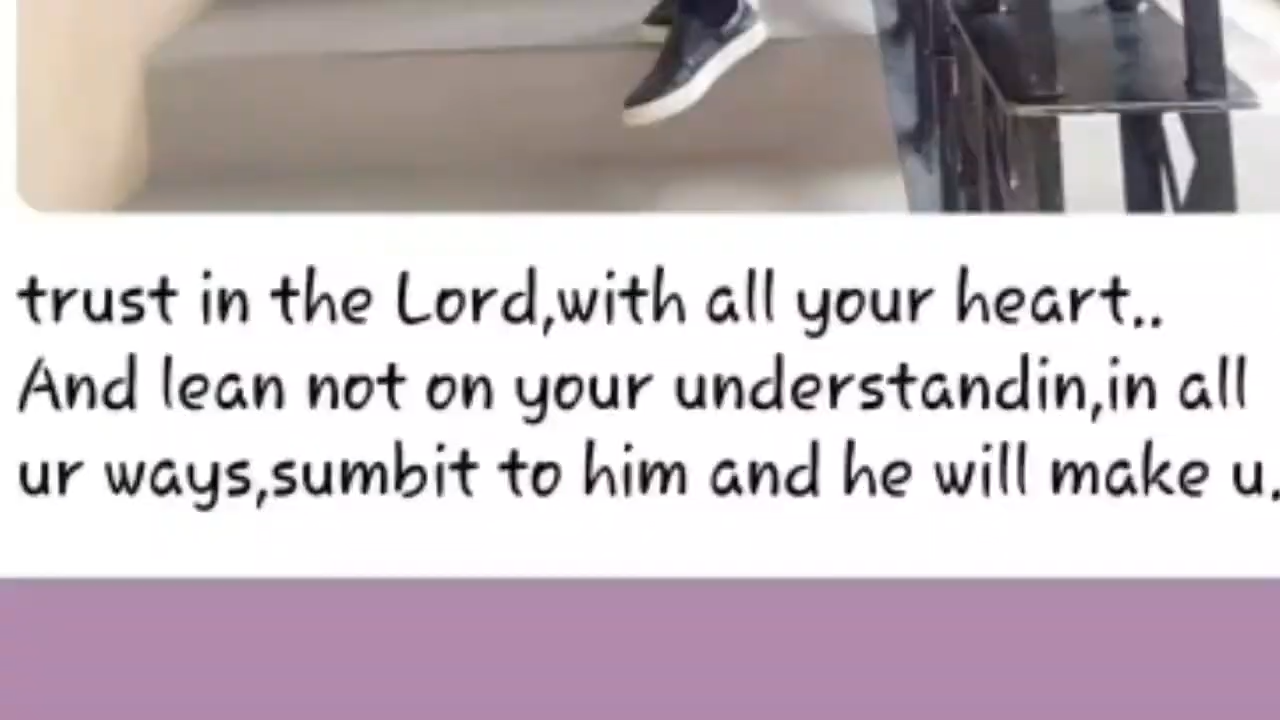 trust in the Lord,with all your heart..
And lean not on your understandin,in all
ur ways,sumbit to him and he will make u.